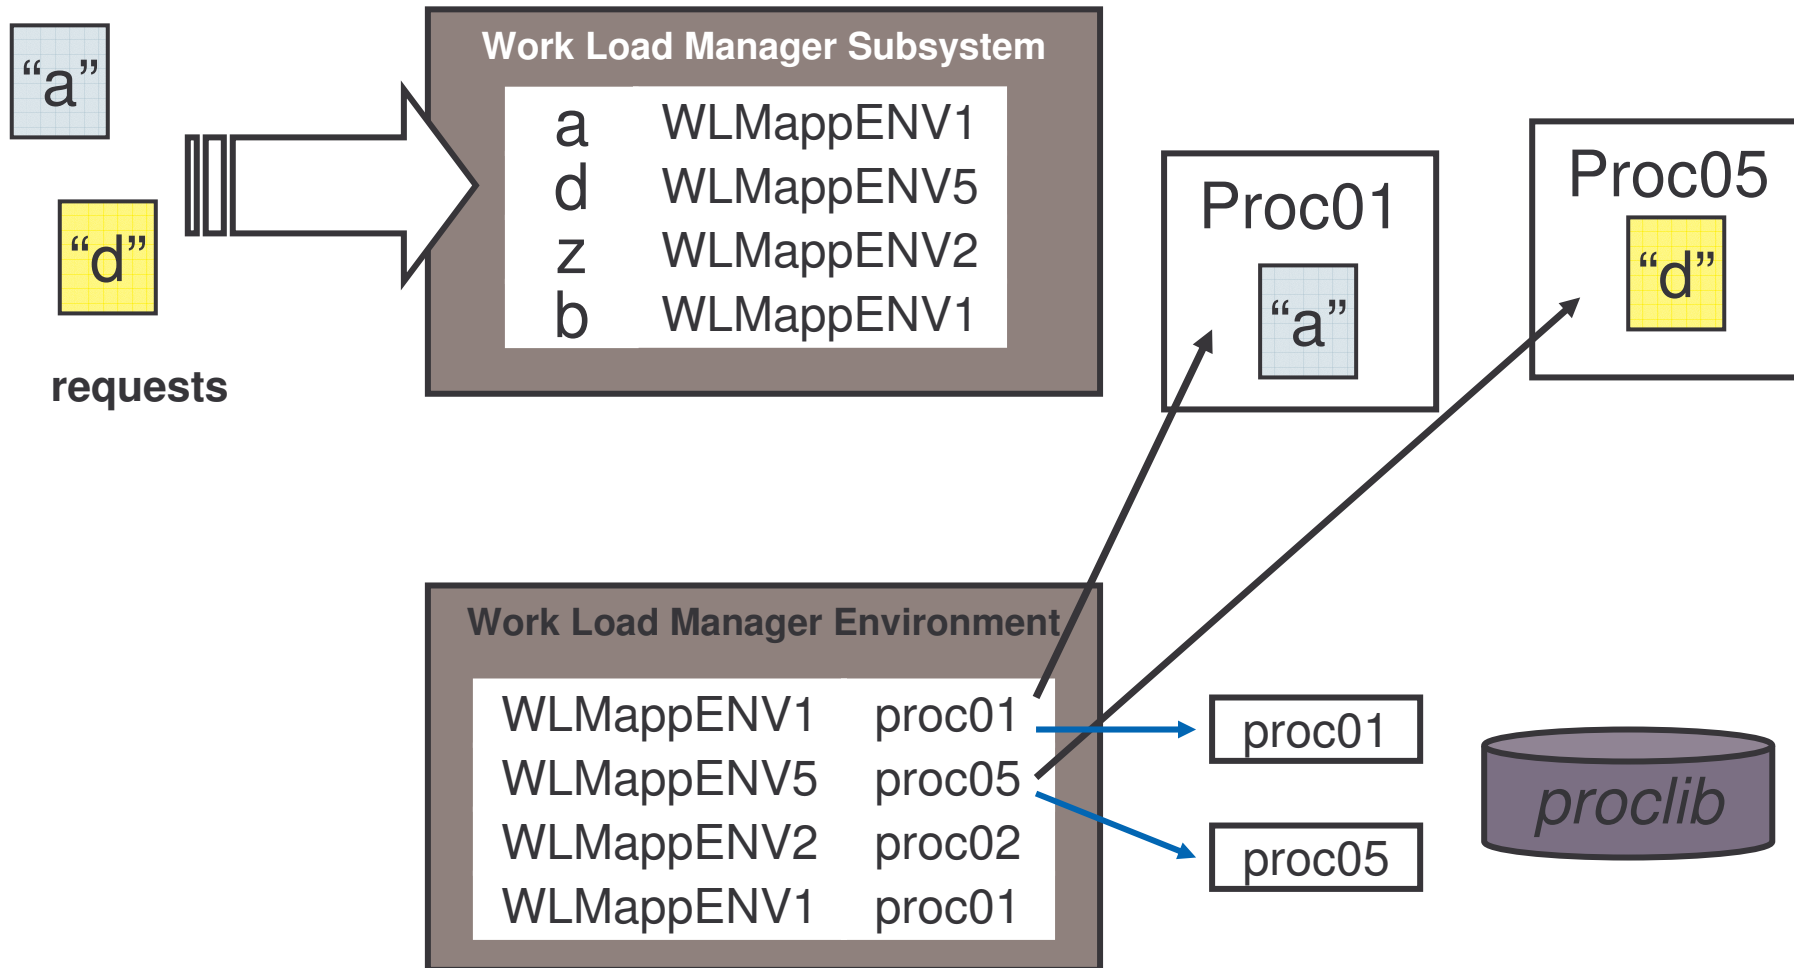 “a”
“d”
requests
Work Load Manager Subsystem
a WLMappENV1
d WLMappENV5
z WLMappENV2
b WLMappENV1
Proc01
“a”
Proc05
“d”
Work Load Manager Environment
WLMappENV1 proc01
WLMappENV5 proc05
WLMappENV2 proc02
WLMappENV1 proc01
proc01
proc05
proclib